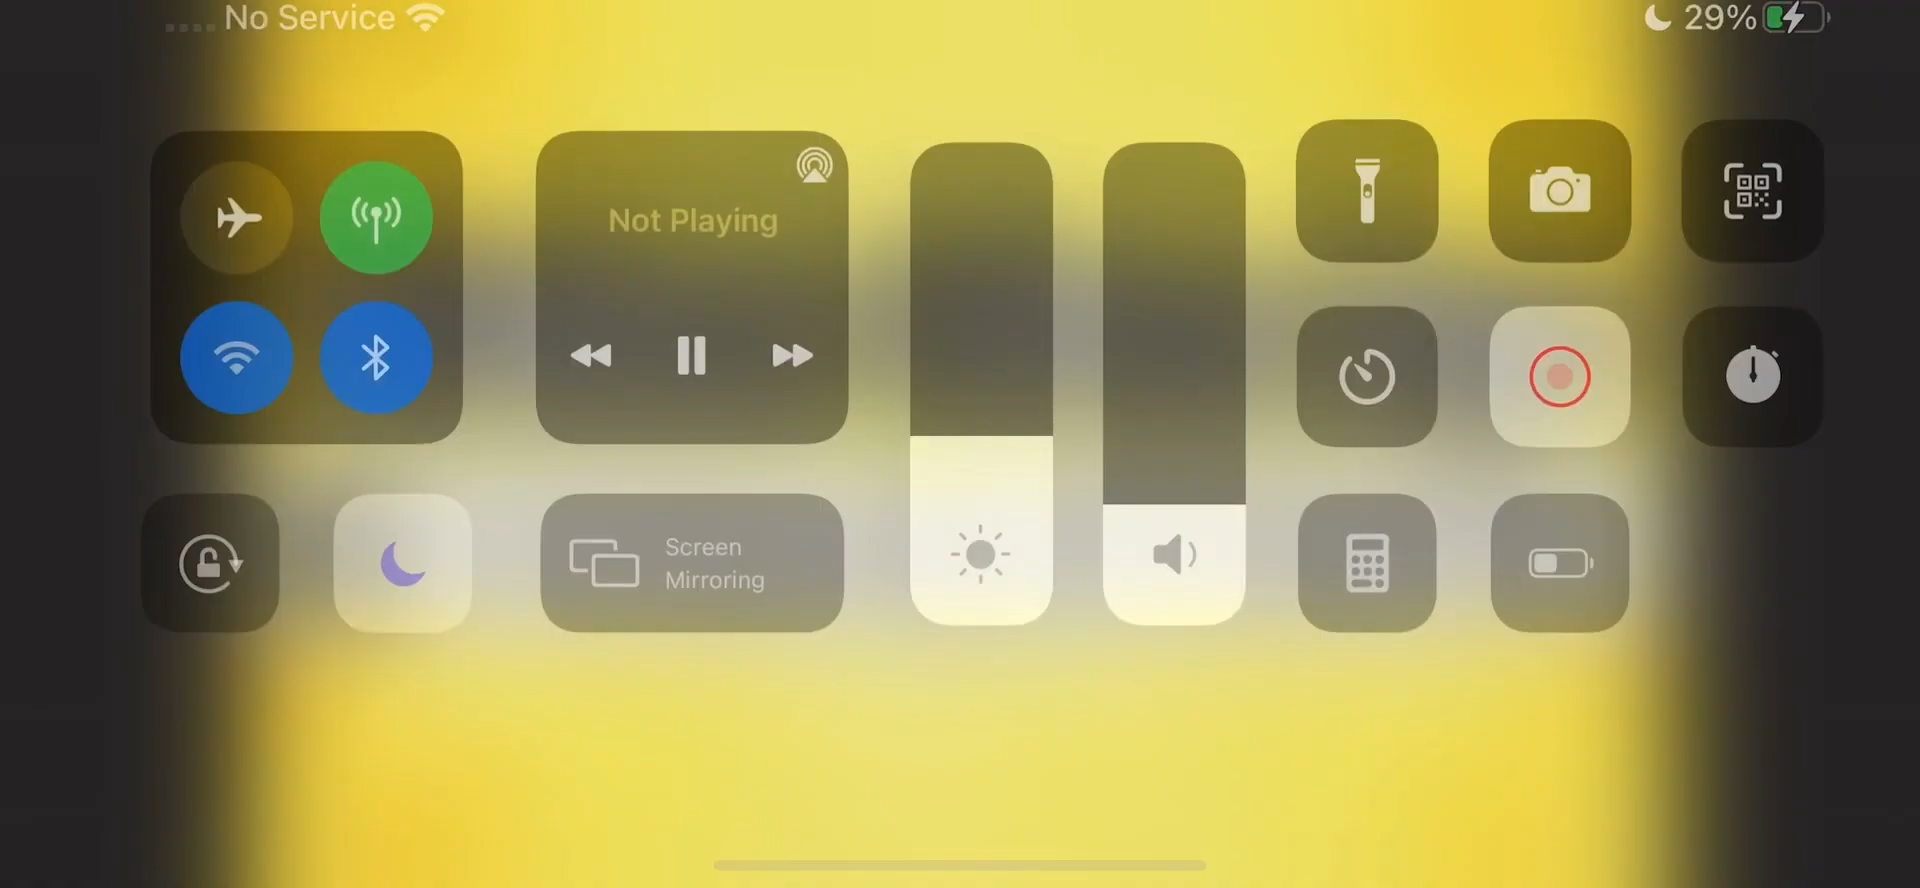 No Service
29%
Not Playing
Screen
Mirroring